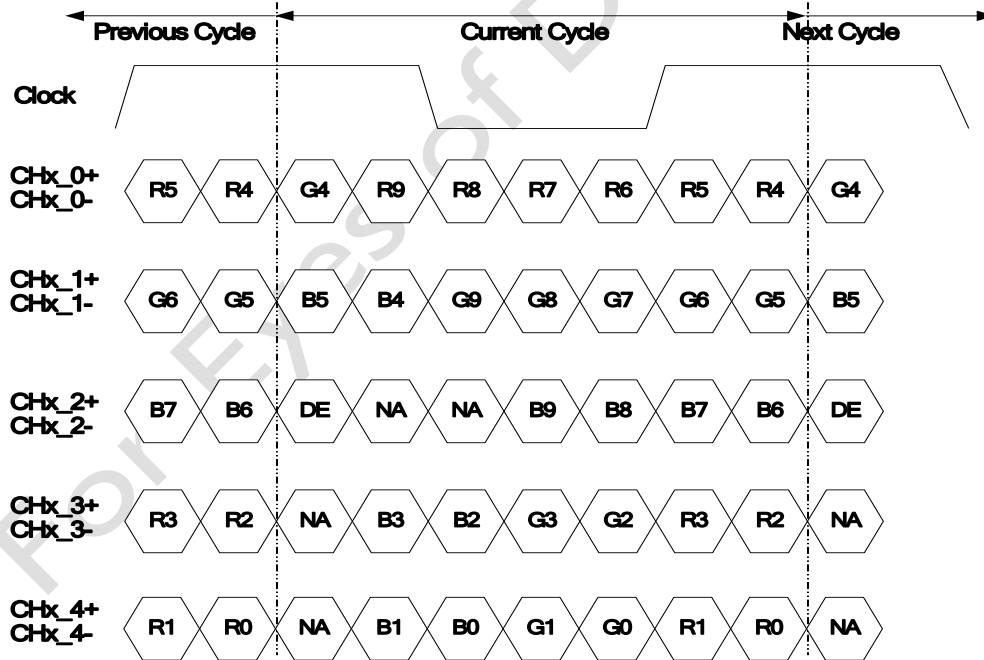 Previous Cycle Current Cycle Next Cycle
Clock
CHx_0+
CHx_0-
R5 R4 G4 R9 R8 R7 R6 R5 R4 G4
CHx_1+
CHx_1-
G6 G5 B5 B4 G9 G8 G7 G6 G5 B5
CHx_2+
CHx_2-
B7 B6 DE NA NA B9 B8 B7 B6 DE
CHx_3+
CHx_3-
R3 R2 NA B3 B2 G3 G2 R3 R2 NA
CHx_4+
CHx_4-
R1 R0 NA B1 B0 G1 G0 R1 R0 NA
For Eyes of D